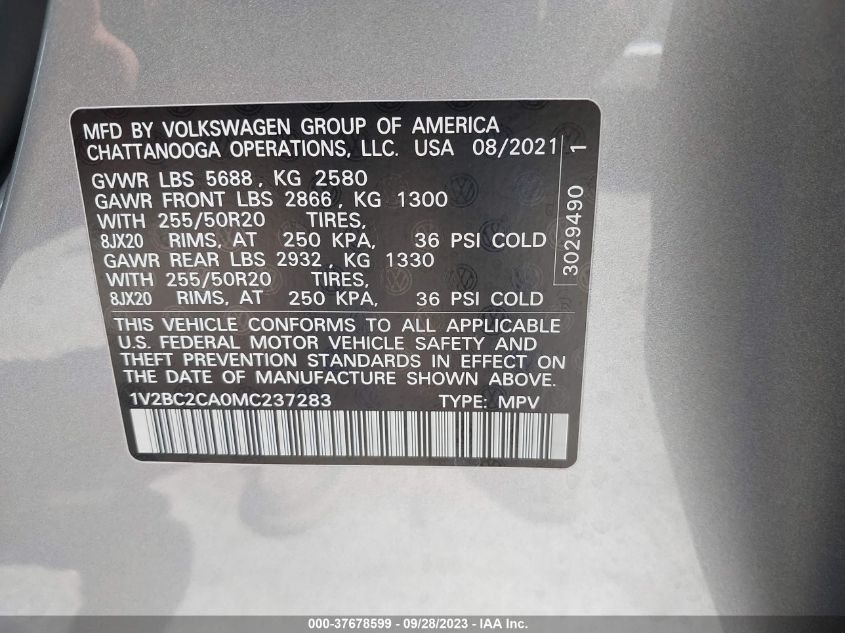 MFD BY VOLKSWAGEN GROUP OF AMERICA
CHATTANOOGA OPERATIONS, LLC. USA 08/2021
GVWR LBS 5688, KG 2580
GAWR FRONT LBS 2866, KG 1300
WITH 255/50R20 TIRES,
8JX20 RIMS, AT 250 KPA, 36 PSI COLD
GAWR REAR LBS 2932, KG 1330
WITH 255/50R20 TIRES,
8JX20 RIMS, AT 250 KPA, 36 PSI COLD
THIS VEHICLE CONFORMS TO ALL APPLICABLE
U.S. FEDERAL MOTOR VEHICLE SAFETY AND
THEFT PREVENTION STANDARDS IN EFFECT ON
THE DATE OF MANUFACTURE SHOWN ABOVE.
1V2BC2CA0MC237283 TYPE: MPV
3029490 1
000-37678599 / 09/28/2023 / IAA Inc.